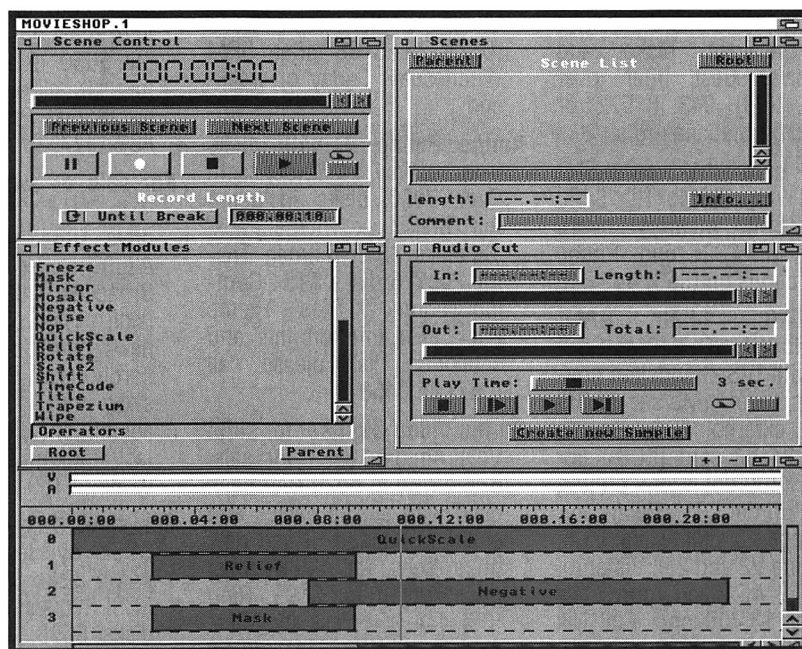 MOVIESHOP.1
Scene Control
000.00:00
< >
Previous Scene Next Scene
Record Length
Until Break 000.00:10
Scenes
Parent Scene List Root
Length: ---.--:-- Info...
Comment:
Effect Modules
Freeze
Mask
Mirror
Mosaic
Negative
Noise
Nop
QuickScale
Relief
Rotate
Scale2
Shift
TimeCode
Title
Trapezium
Wipe
Operators
Root Parent
Audio Cut
In: ---.--:-- Length: ---.--:--
< >
Out: ---.--:-- Total: ---.--:--
< >
Play Time: 3 sec.
Create new Sample
+ -
V
A
000.00:00 000.04:00 000.08:00 000.12:00 000.16:00 000.20:00
0 QuickScale
1 Relief
2 Negative
3 Mask